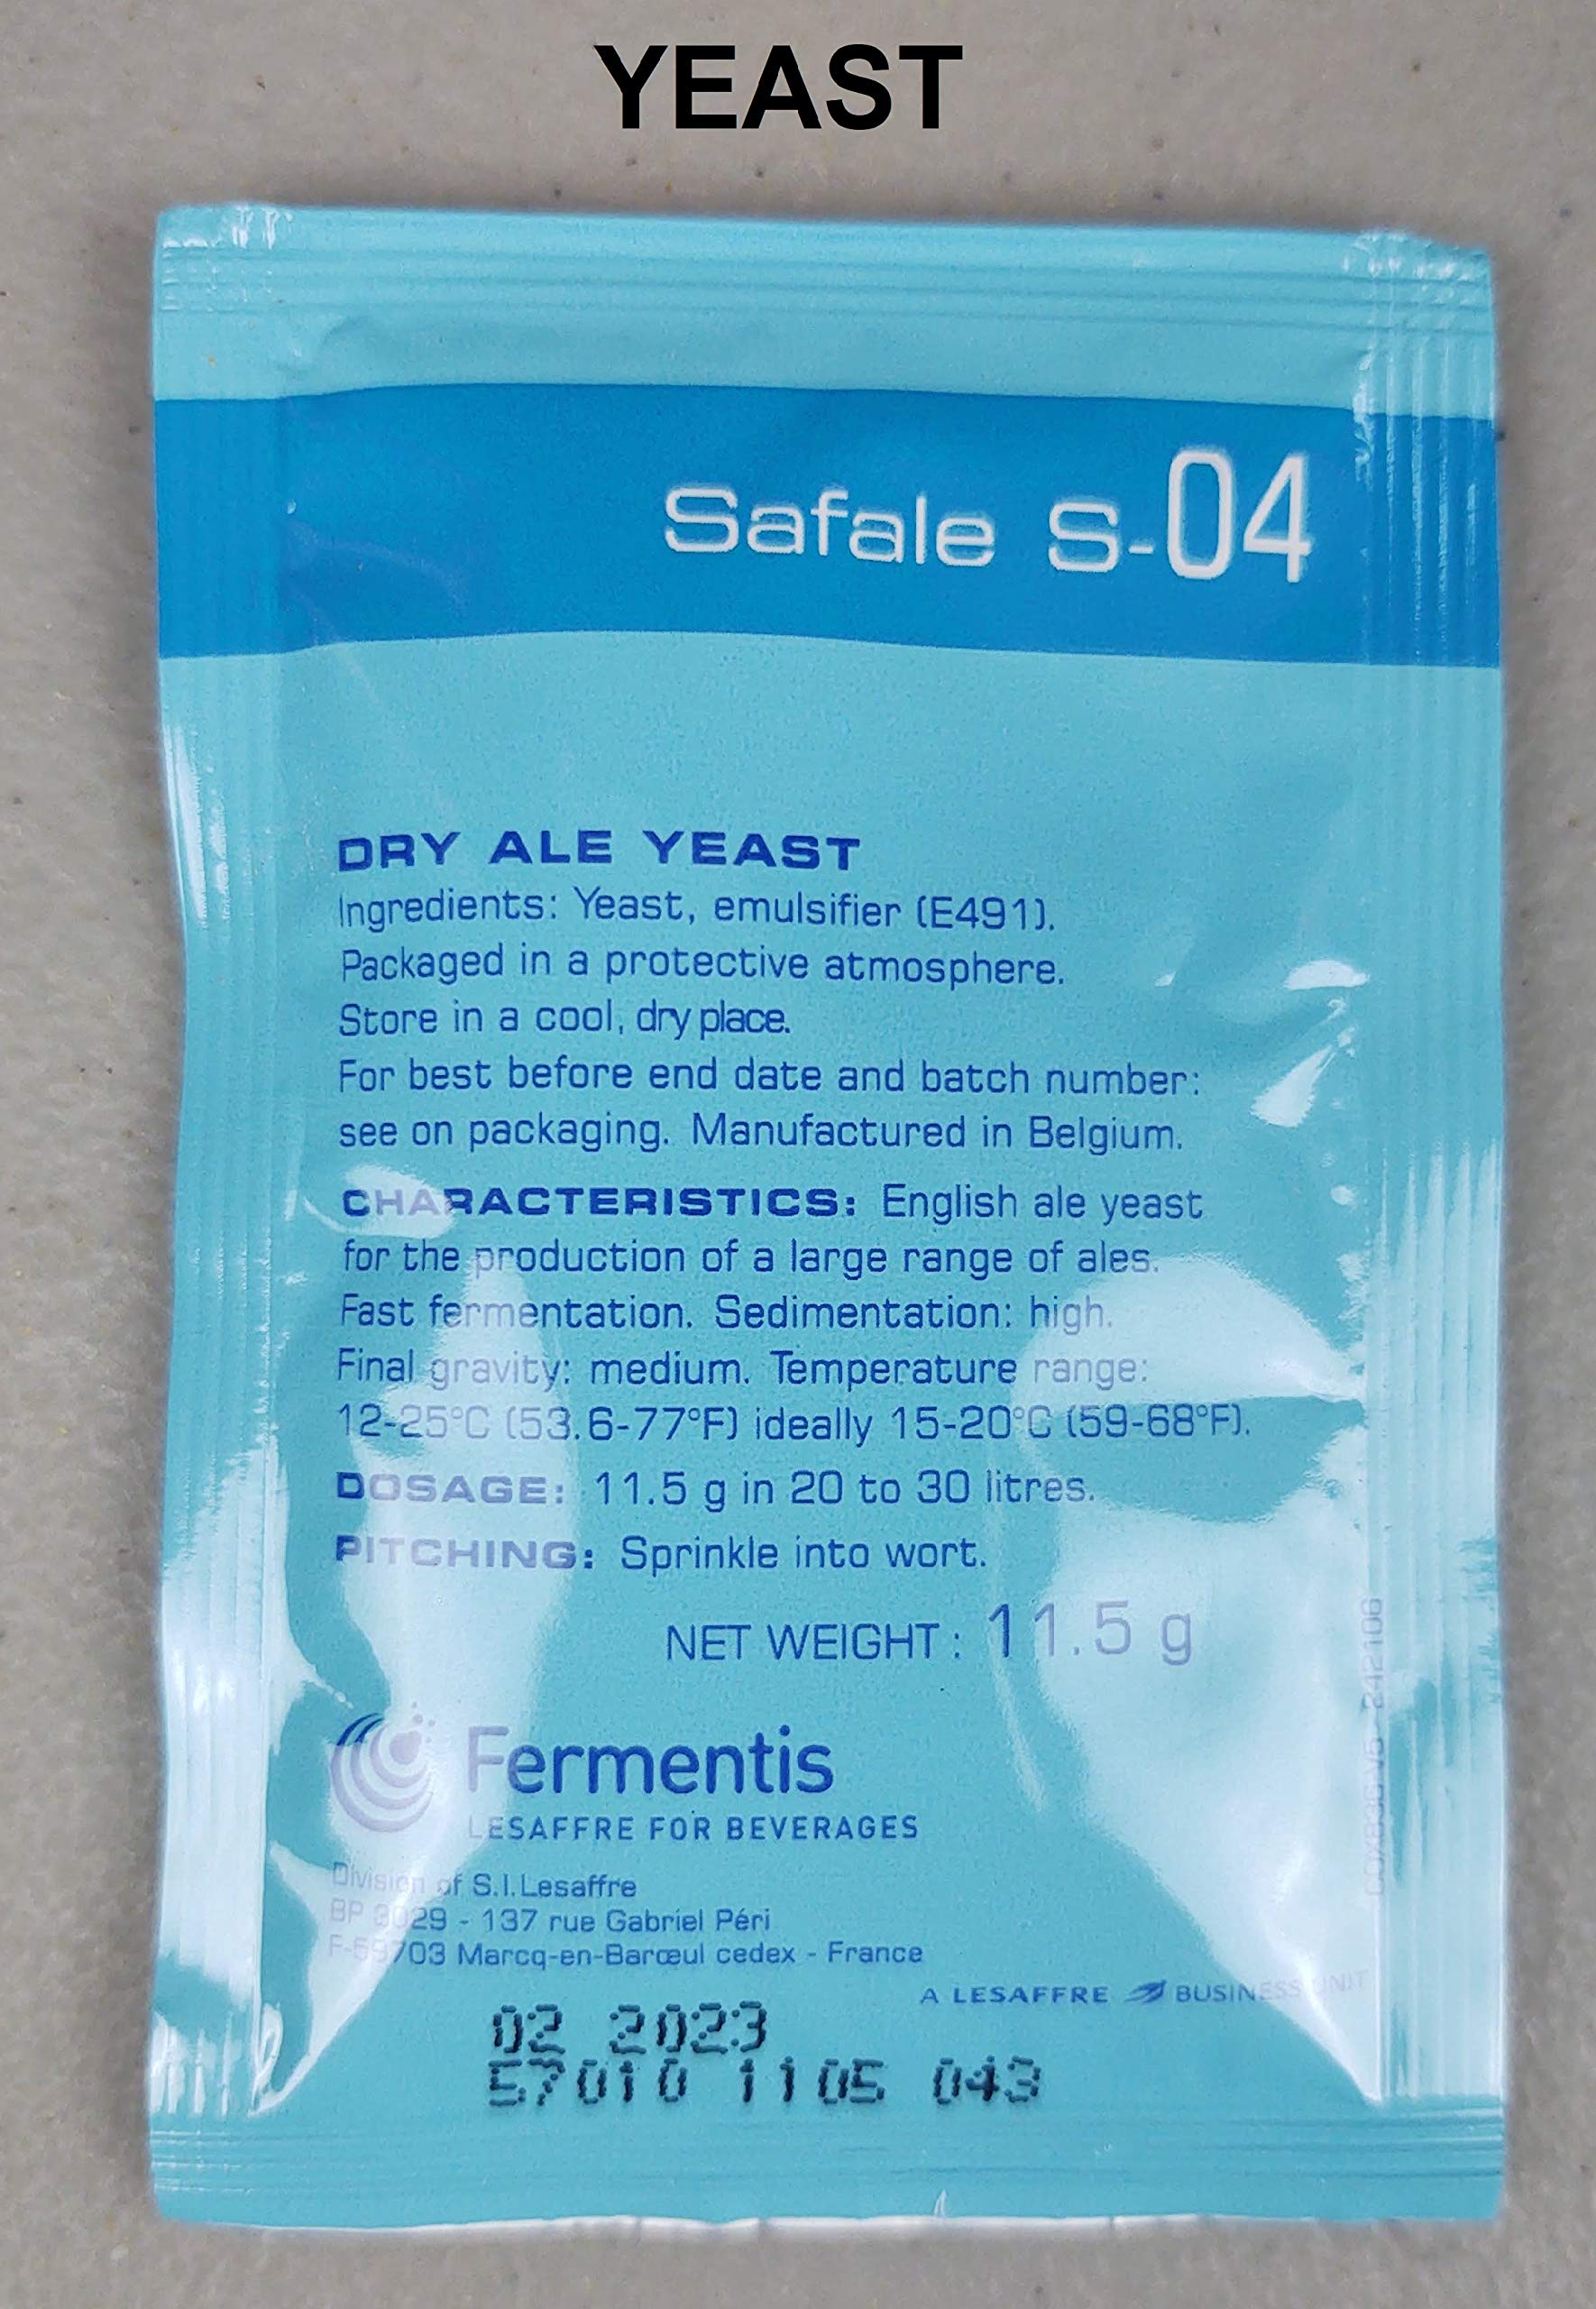 YEAST
Safale S-04
DRY ALE YEAST
Ingredients: Yeast, emulsifier (E491).
Packaged in a protective atmosphere.
Store in a cool, dry place.
For best before end date and batch number:
see on packaging. Manufactured in Belgium.
CHARACTERISTICS: English ale yeast
for the production of a large range of ales.
Fast fermentation. Sedimentation: high.
Final gravity: medium. Temperature range:
12-25°C (53.6-77°F) ideally 15-20°C (59-68°F).
DOSAGE: 11.5 g in 20 to 30 litres.
PITCHING: Sprinkle into wort.
NET WEIGHT: 11.5 g
Fermentis
LESAFFRE FOR BEVERAGES
Division of S.I.Lesaffre
BP 3029 - 137 rue Gabriel Péri
F-59703 Marcq-en-Barœul cedex - France
A LESAFFRE BUSINESS UNIT
02 2023
57010 1105 043